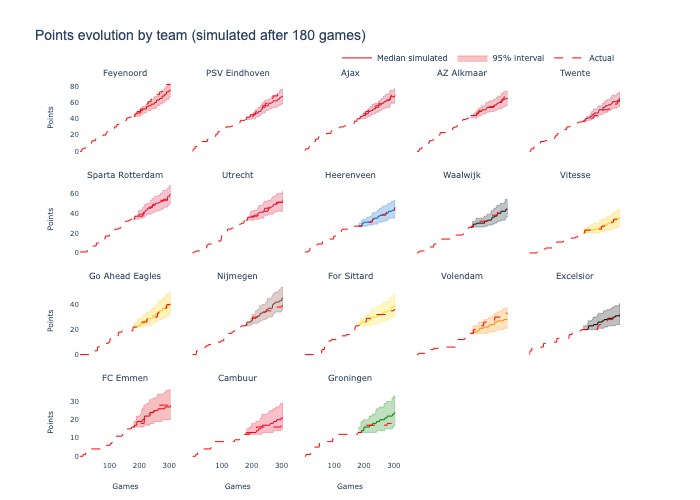 Points evolution by team (simulated after 180 games)
Median simulated 95% interval Actual
Feyenoord PSV Eindhoven Ajax AZ Alkmaar Twente
80
60
40
20
0
Points
Sparta Rotterdam Utrecht Heerenveen Waalwijk Vitesse
60
40
20
0
Points
Go Ahead Eagles Nijmegen For Sittard Volendam Excelsior
40
20
0
Points
FC Emmen Cambuur Groningen
30
20
10
0
Points
100 200 300 100 200 300 100 200 300
Games Games Games